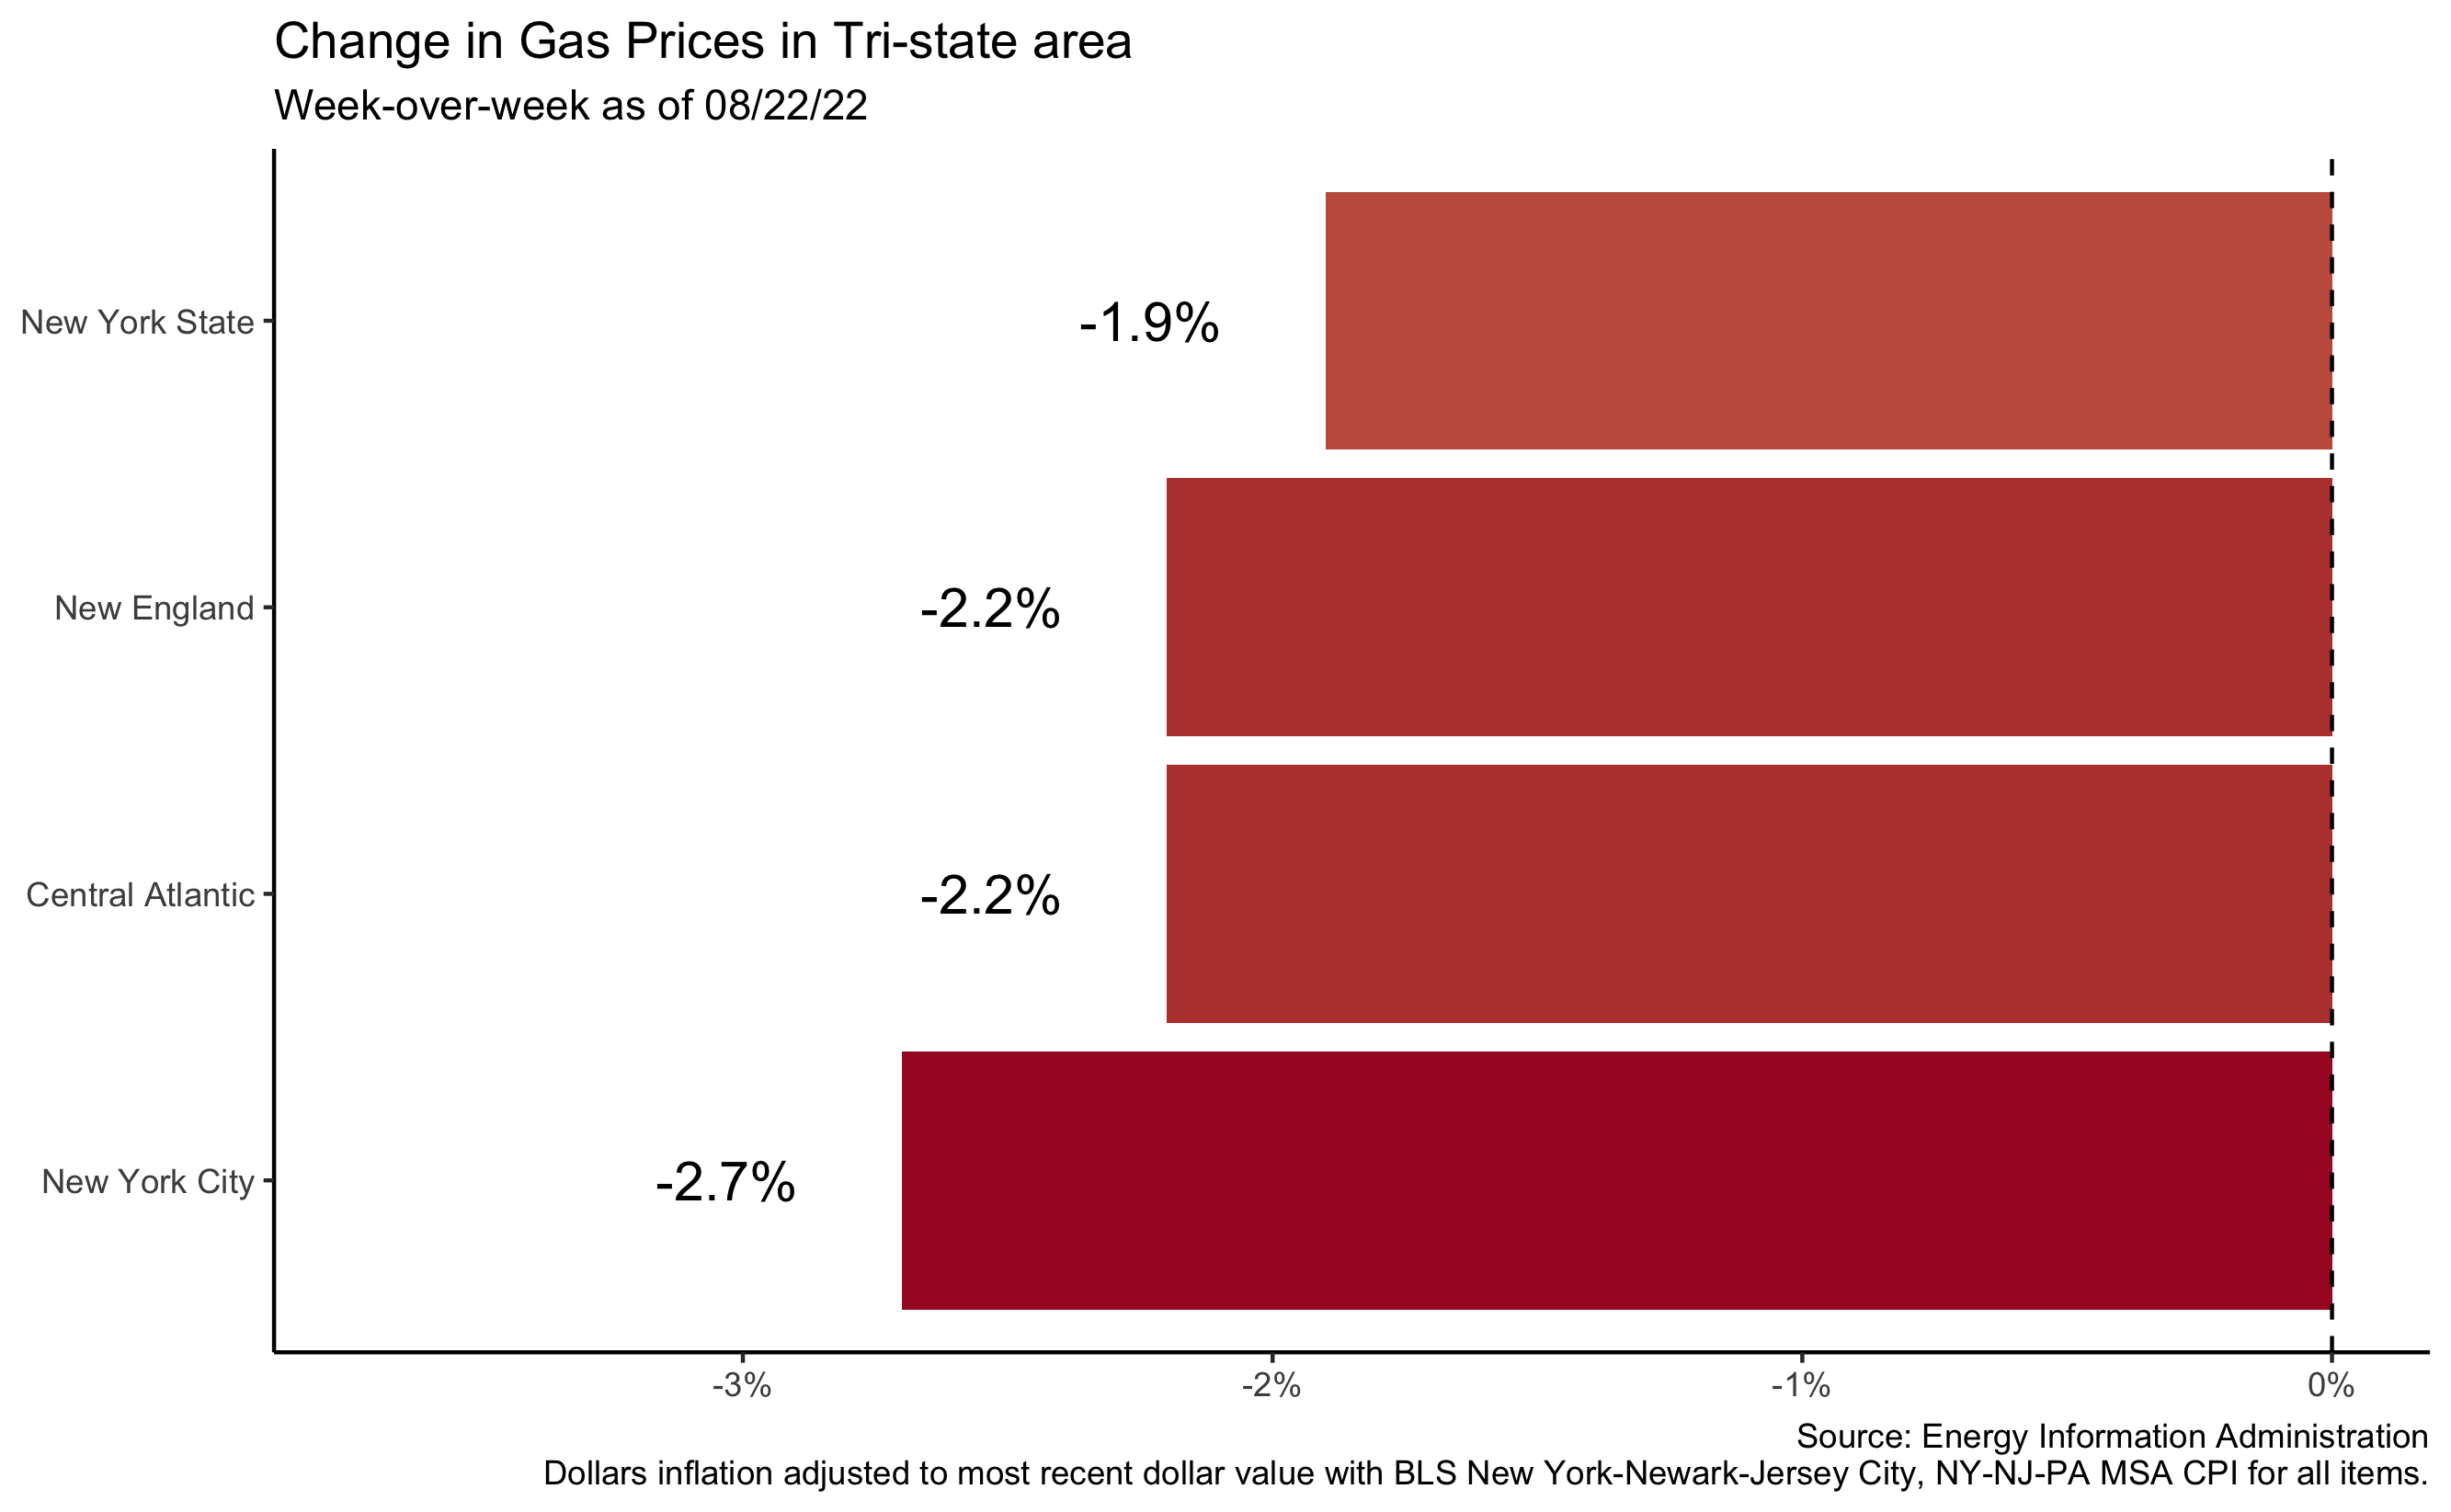 Change in Gas Prices in Tri-state area
Week-over-week as of 08/22/22
New York State
-1.9%
New England
-2.2%
Central Atlantic
-2.2%
New York City
-2.7%
-3%
-2%
-1%
0%
Source: Energy Information Administration
Dollars inflation adjusted to most recent dollar value with BLS New York-Newark-Jersey City, NY-NJ-PA MSA CPI for all items.